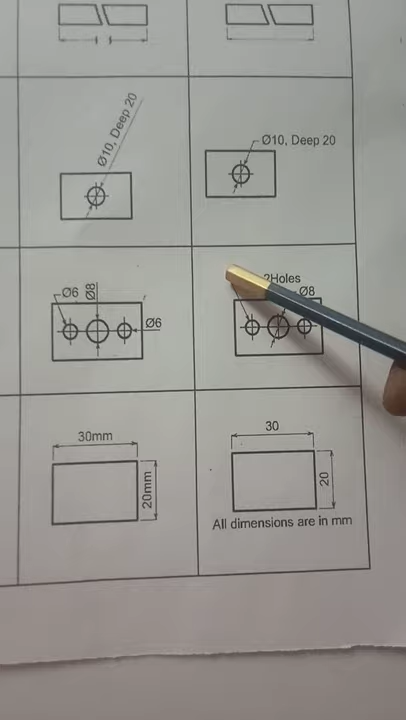 Ø10, Deep 20
Ø10, Deep 20
Ø6
Ø8
Ø6
2Holes
Ø8
30mm
20mm
30
20
All dimensions are in mm